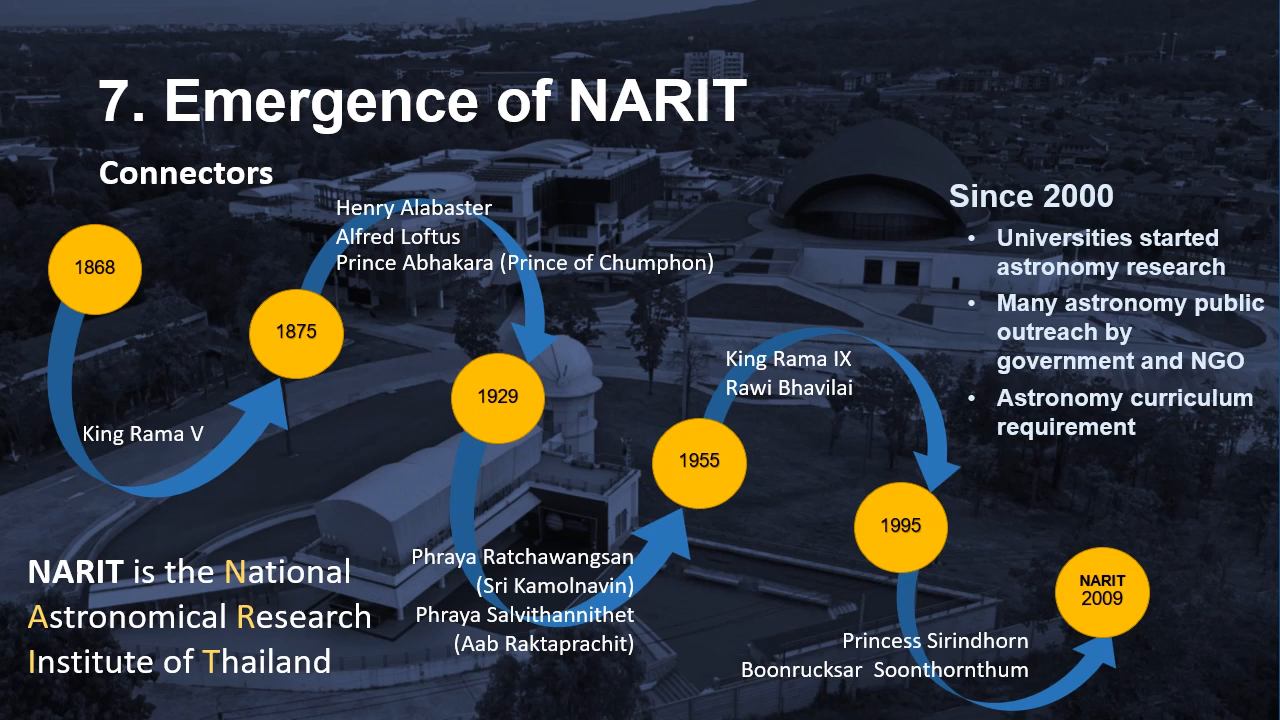 7. Emergence of NARIT
Connectors
1868
King Rama V
1875
Henry Alabaster
Alfred Loftus
Prince Abhakara (Prince of Chumphon)
1929
Phraya Ratchawangsan
(Sri Kamolnavin)
Phraya Salvithannithet
(Aab Raktaprachit)
1955
King Rama IX
Rawi Bhavilai
1995
Princess Sirindhorn
Boonrucksar  Soonthornthum
NARIT
2009
Since 2000
• Universities started
astronomy research
• Many astronomy public
outreach by
government and NGO
• Astronomy curriculum
requirement
NARIT is the National
Astronomical Research
Institute of Thailand